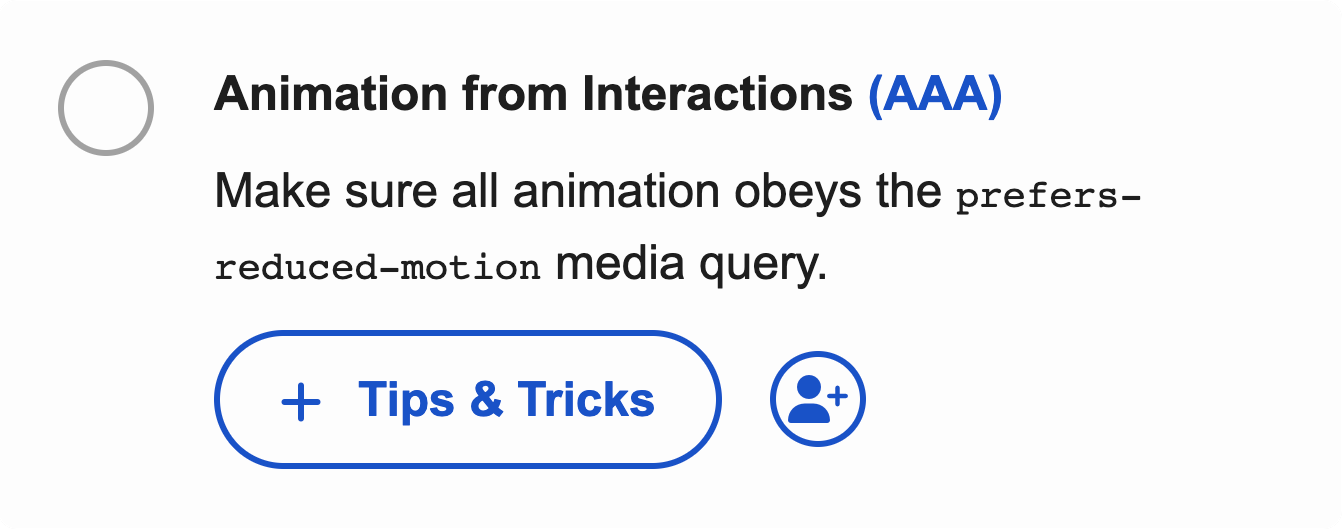 Animation from Interactions (AAA)
Make sure all animation obeys the prefers-
reduced-motion media query.
+ Tips & Tricks